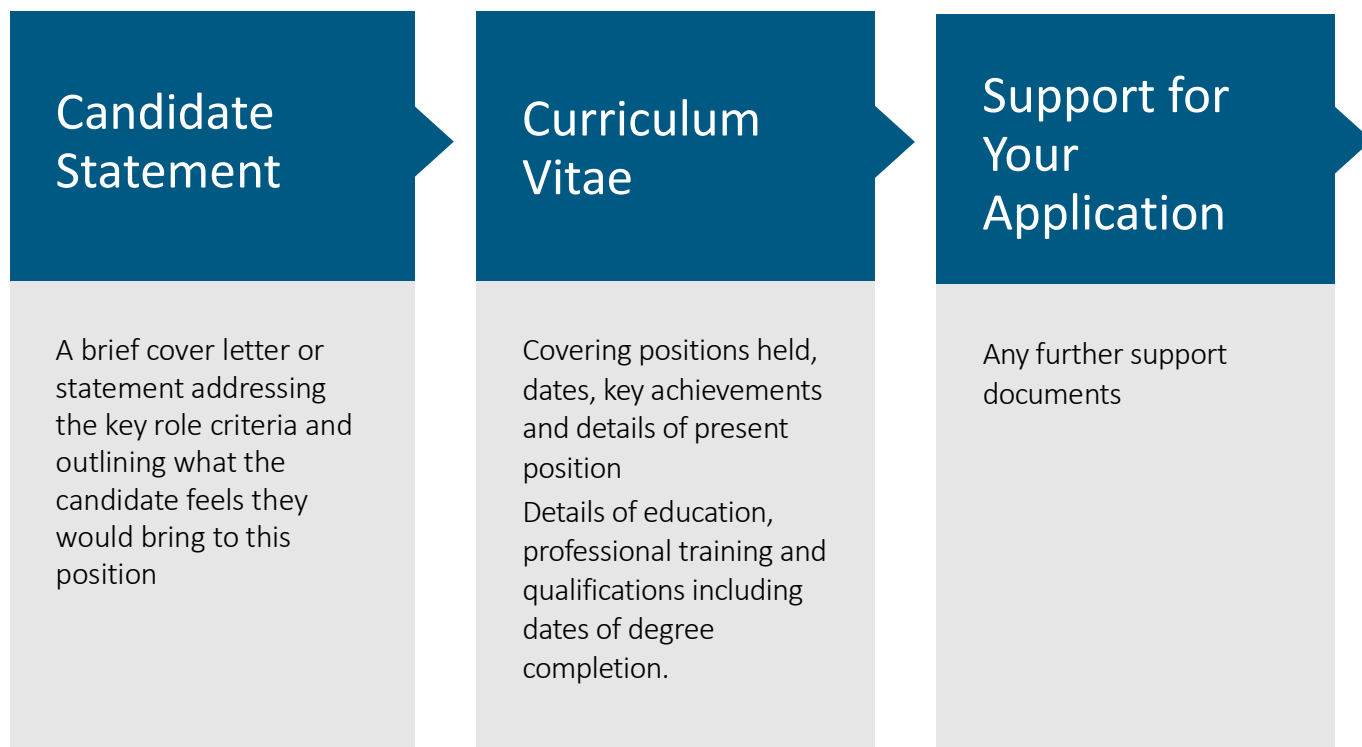 Candidate
Statement
A brief cover letter or
statement addressing
the key role criteria and
outlining what the
candidate feels they
would bring to this
position
Curriculum
Vitae
Covering positions held,
dates, key achievements
and details of present
position
Details of education,
professional training and
qualifications including
dates of degree
completion.
Support for
Your
Application
Any further support
documents